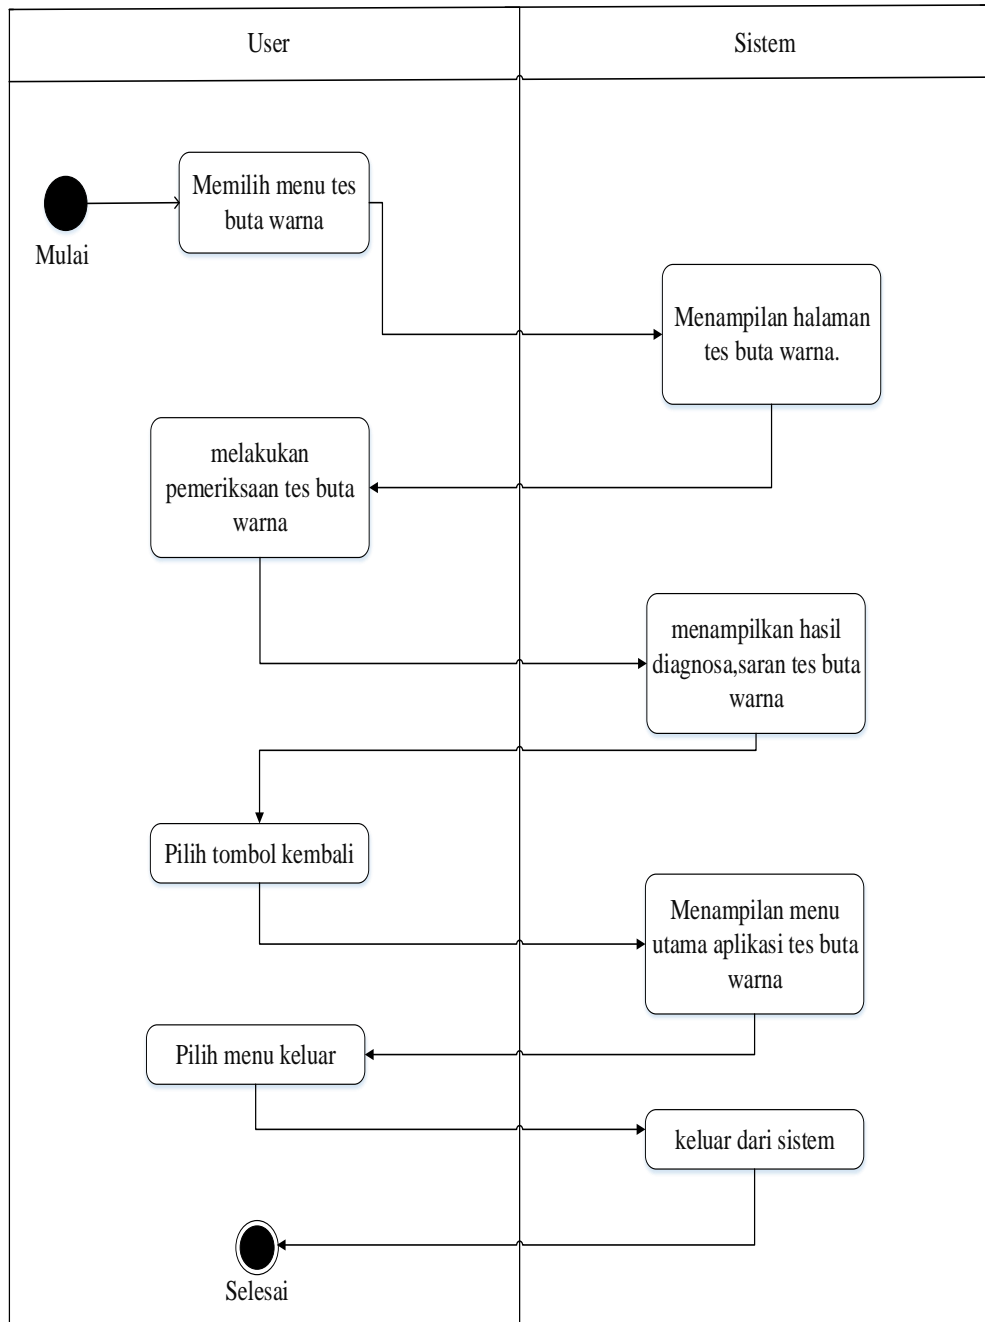 User
Sistem
Mulai
Memilih menu tes
buta warna
Menampilan halaman
tes buta warna.
melakukan
pemeriksaan tes buta
warna
menampilkan hasil
diagnosa,saran tes buta
warna
Pilih tombol kembali
Menampilan menu
utama aplikasi tes buta
warna
Pilih menu keluar
keluar dari sistem
Selesai